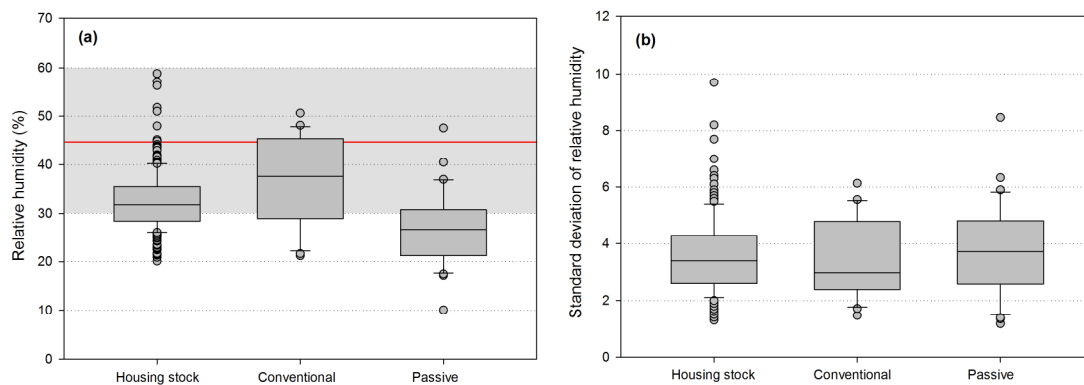 (a)
Relative humidity (%)
70
60
50
40
30
20
10
0
Housing stock Conventional Passive
(b)
Standard deviation of relative humidity
12
10
8
6
4
2
0
Housing stock Conventional Passive